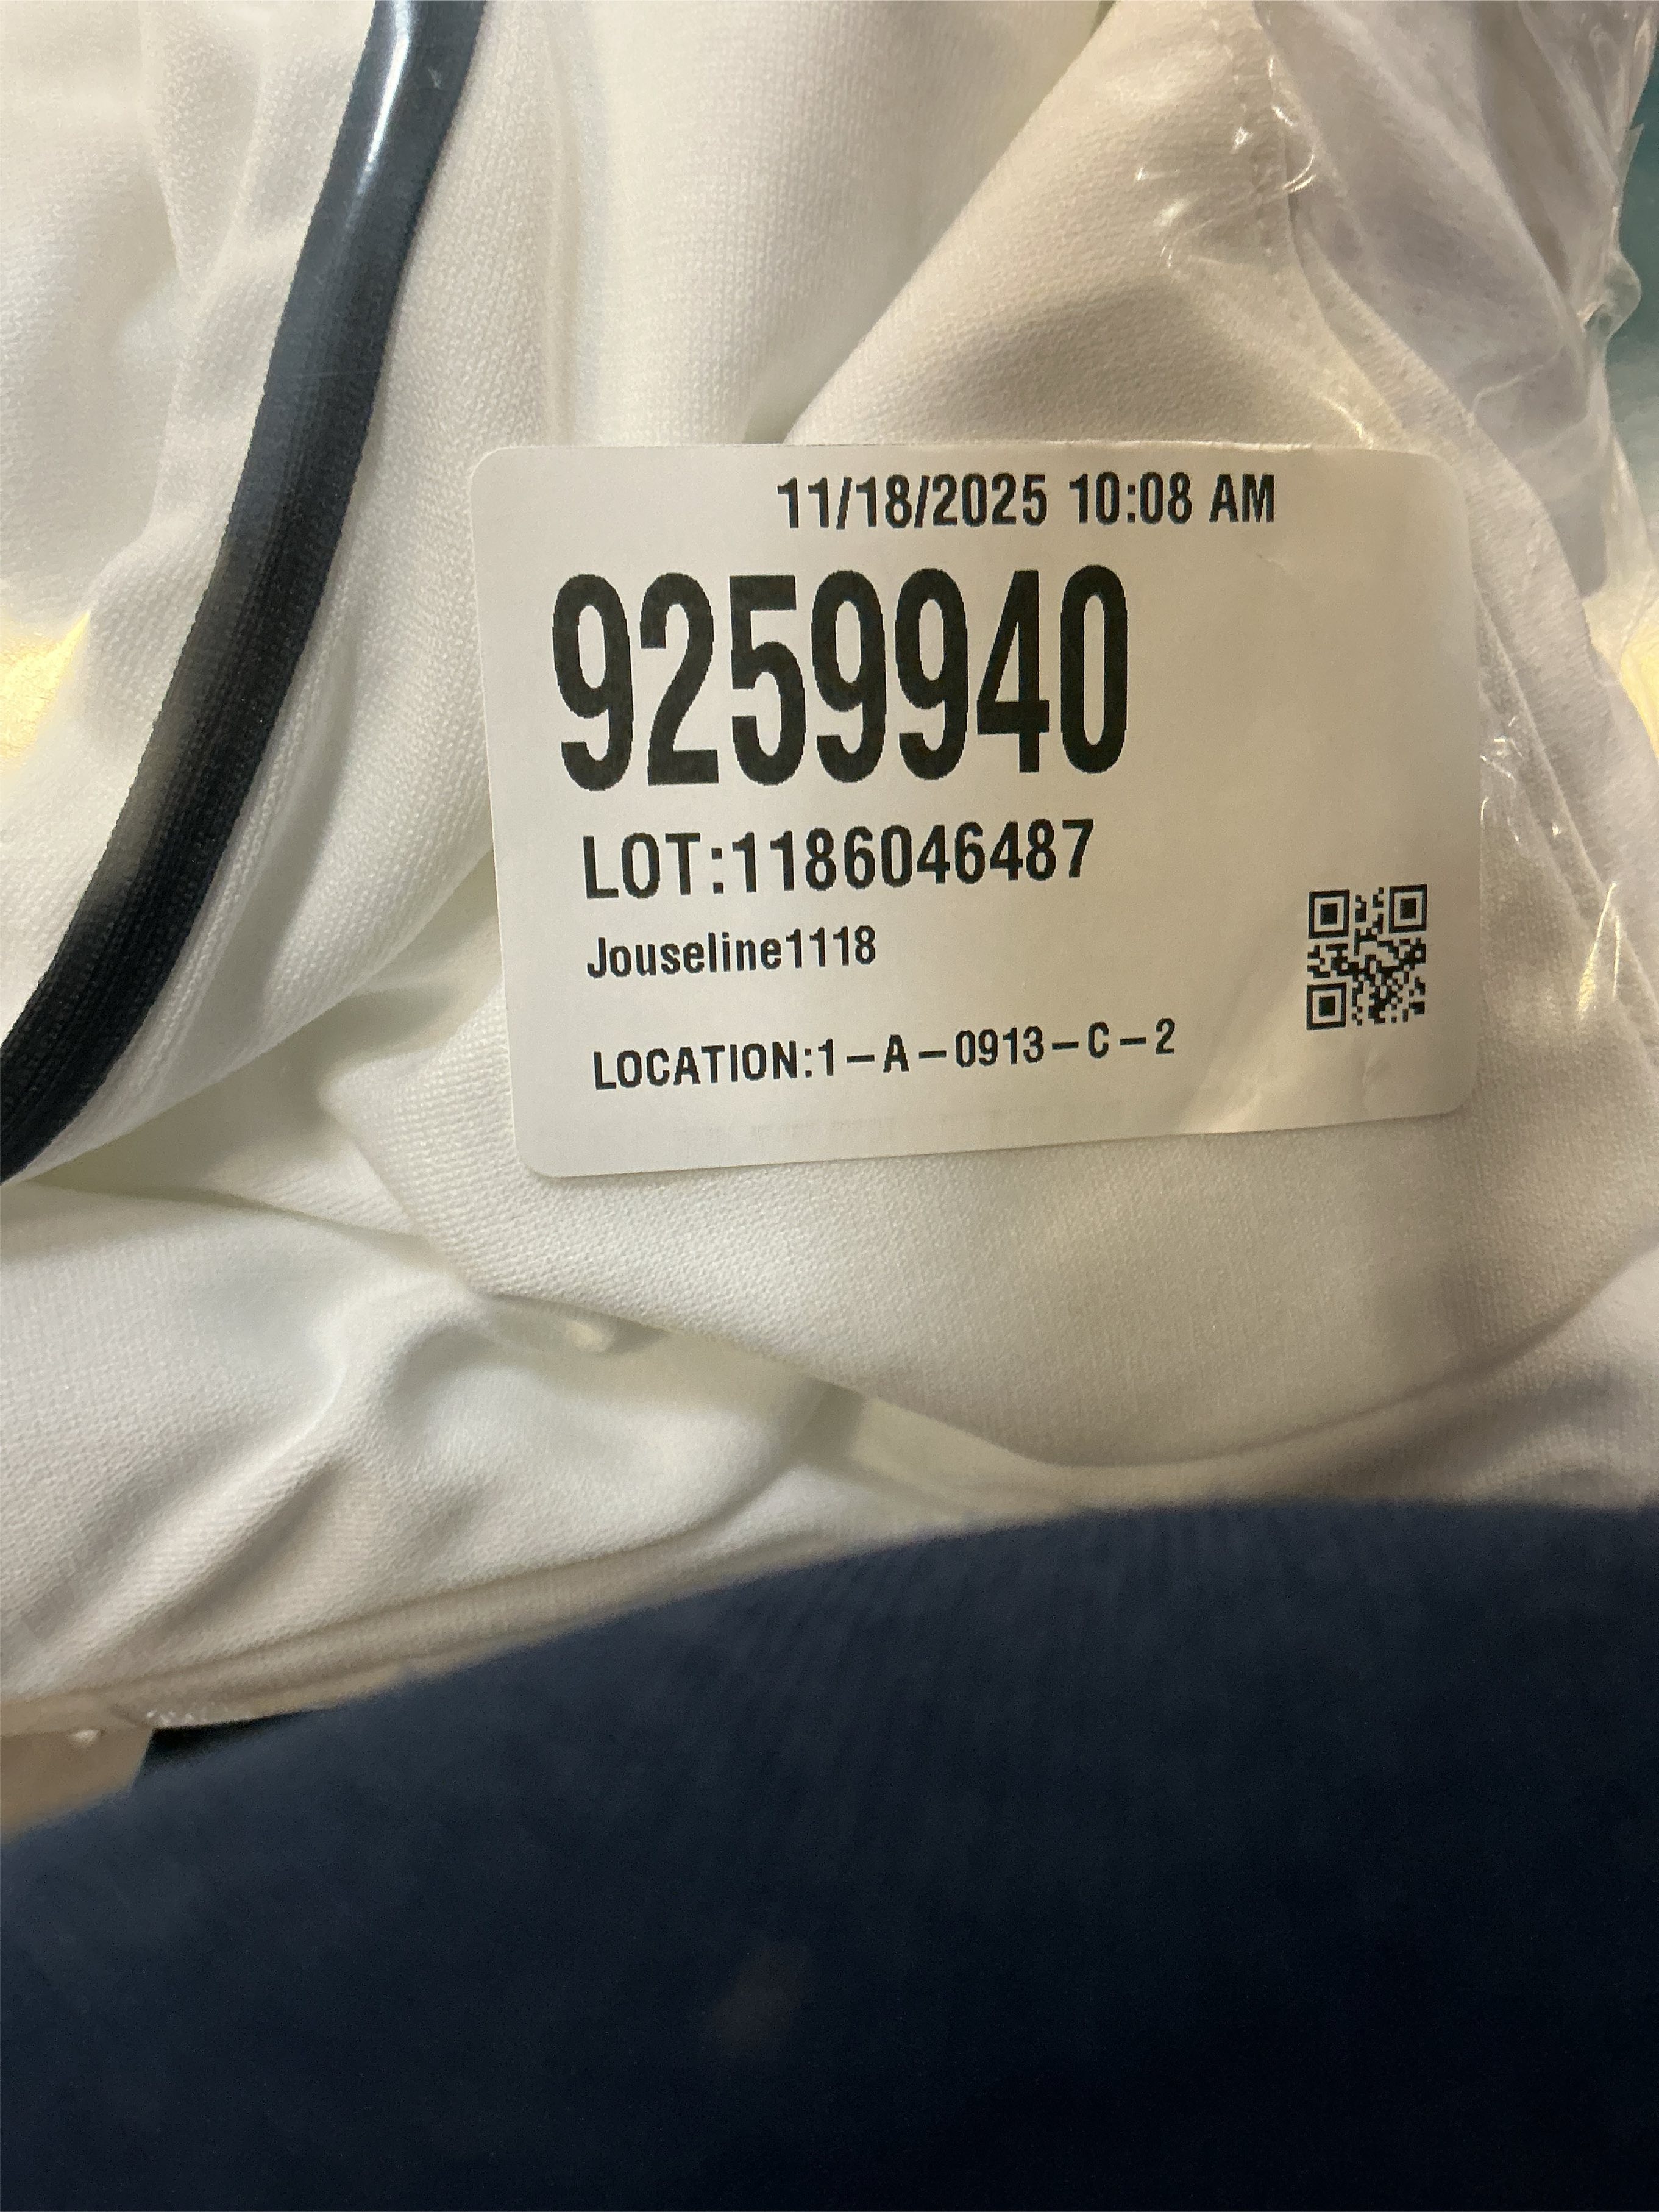 11/18/2025 10:08 AM
9259940
LOT:1186046487
Jouseline1118
LOCATION:1-A-0913-C-2